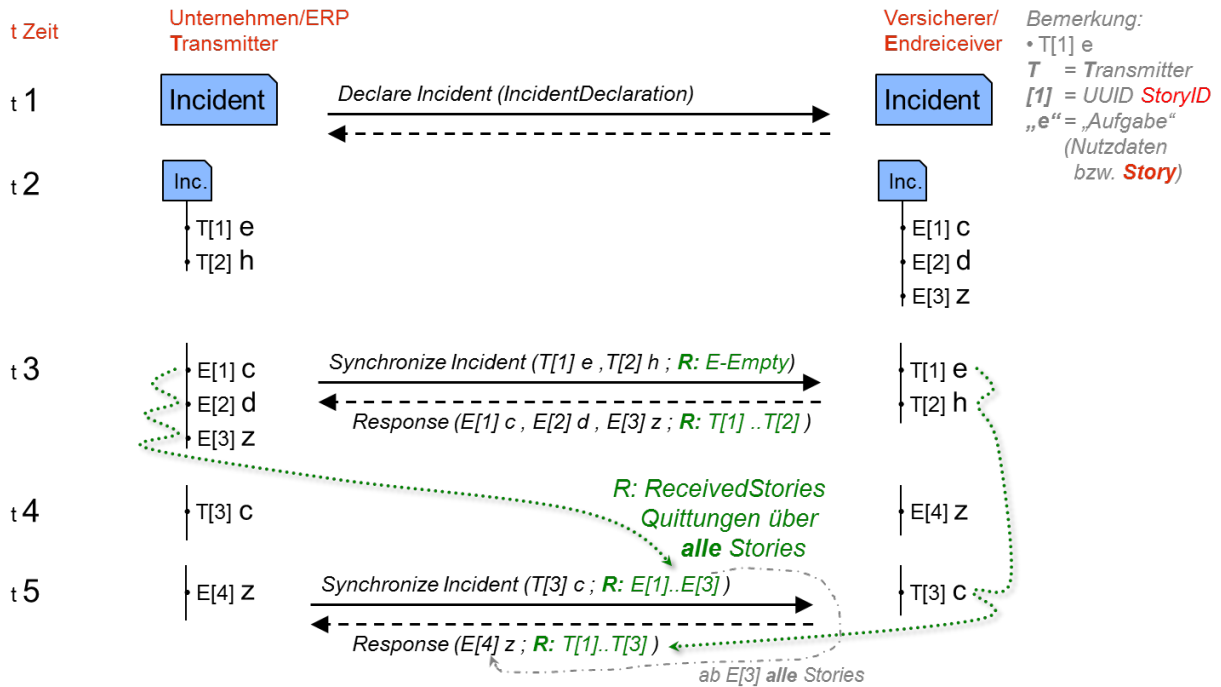 t Zeit
Unternehmen/ERP
Transmitter
Versicherer/
Endreiceiver
Bemerkung:
• T[1] e
T = Transmitter
[1] = UUID StoryID
„e“ = „Aufgabe“
(Nutzdaten
bzw. Story)
t 1
Incident
Declare Incident (IncidentDeclaration)
Incident
t 2
Inc.
T[1] e
T[2] h
Inc.
E[1] c
E[2] d
E[3] z
t 3
E[1] c
E[2] d
E[3] z
Synchronize Incident (T[1] e ,T[2] h ; R: E-Empty)
Response (E[1] c , E[2] d , E[3] z ; R: T[1] ..T[2] )
T[1] e
T[2] h
R: ReceivedStories
Quittungen über
alle Stories
t 4
T[3] c
E[4] z
t 5
E[4] z
Synchronize Incident (T[3] c ; R: E[1]..E[3] )
Response (E[4] z ; R: T[1]..T[3] )
T[3] c
ab E[3] alle Stories